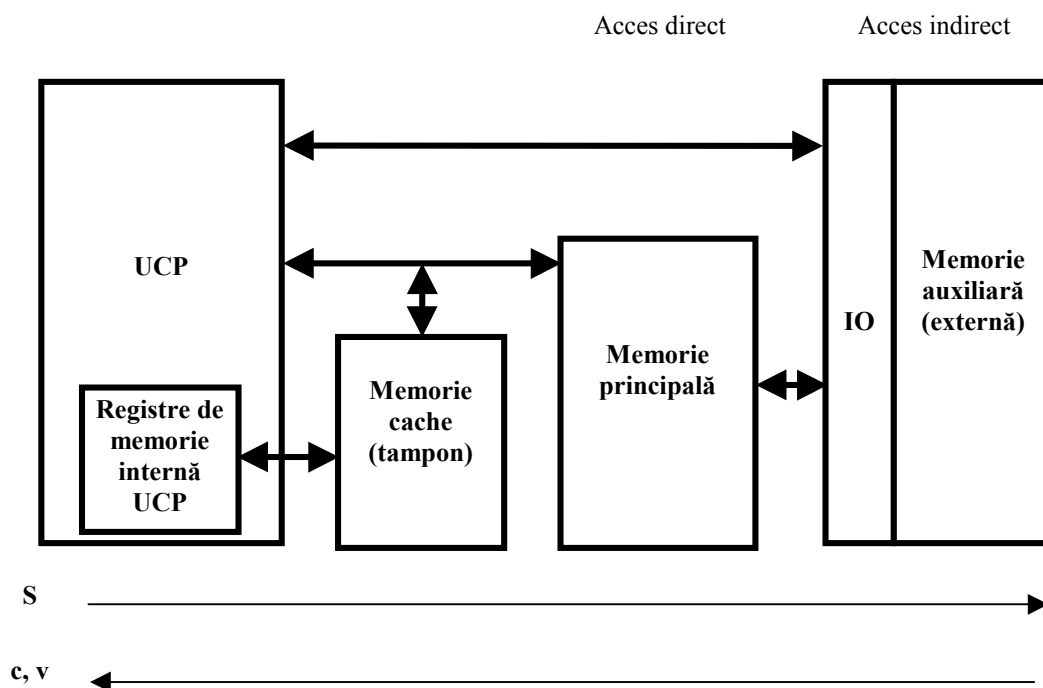 Acces direct
Acces indirect
UCP
Registre de
memorie
internă
UCP
Memorie
cache
(tampon)
Memorie
principală
IO
Memorie
auxiliară
(externă)
S
c, v